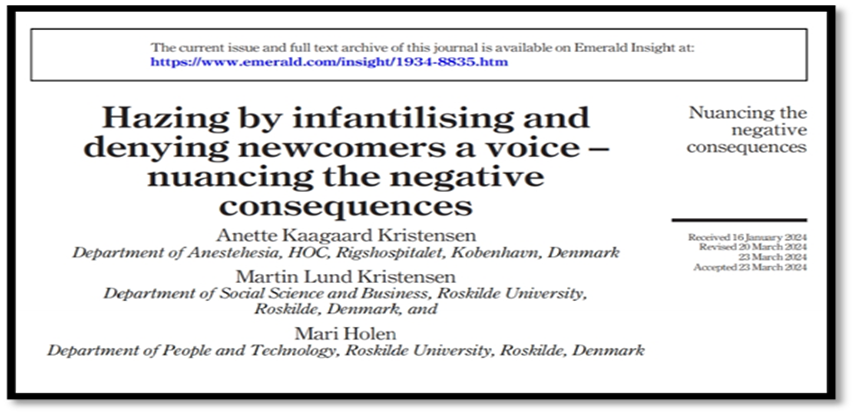 The current issue and full text archive of this journal is available on Emerald Insight at:
https://www.emerald.com/insight/1934-8835.htm
Hazing by infantilising and
denying newcomers a voice –
nuancing the negative
consequences
Anette Kaagaard Kristensen
Department of Anestehesia, HOC, Rigshospitalet, Kobenhavn, Denmark
Martin Lund Kristensen
Department of Social Science and Business, Roskilde University,
Roskilde, Denmark, and
Mari Holen
Department of People and Technology, Roskilde University, Roskilde, Denmark
Nuancing the
negative
consequences
Received 16 January 2024
Revised 20 March 2024
23 March 2024
Accepted 23 March 2024